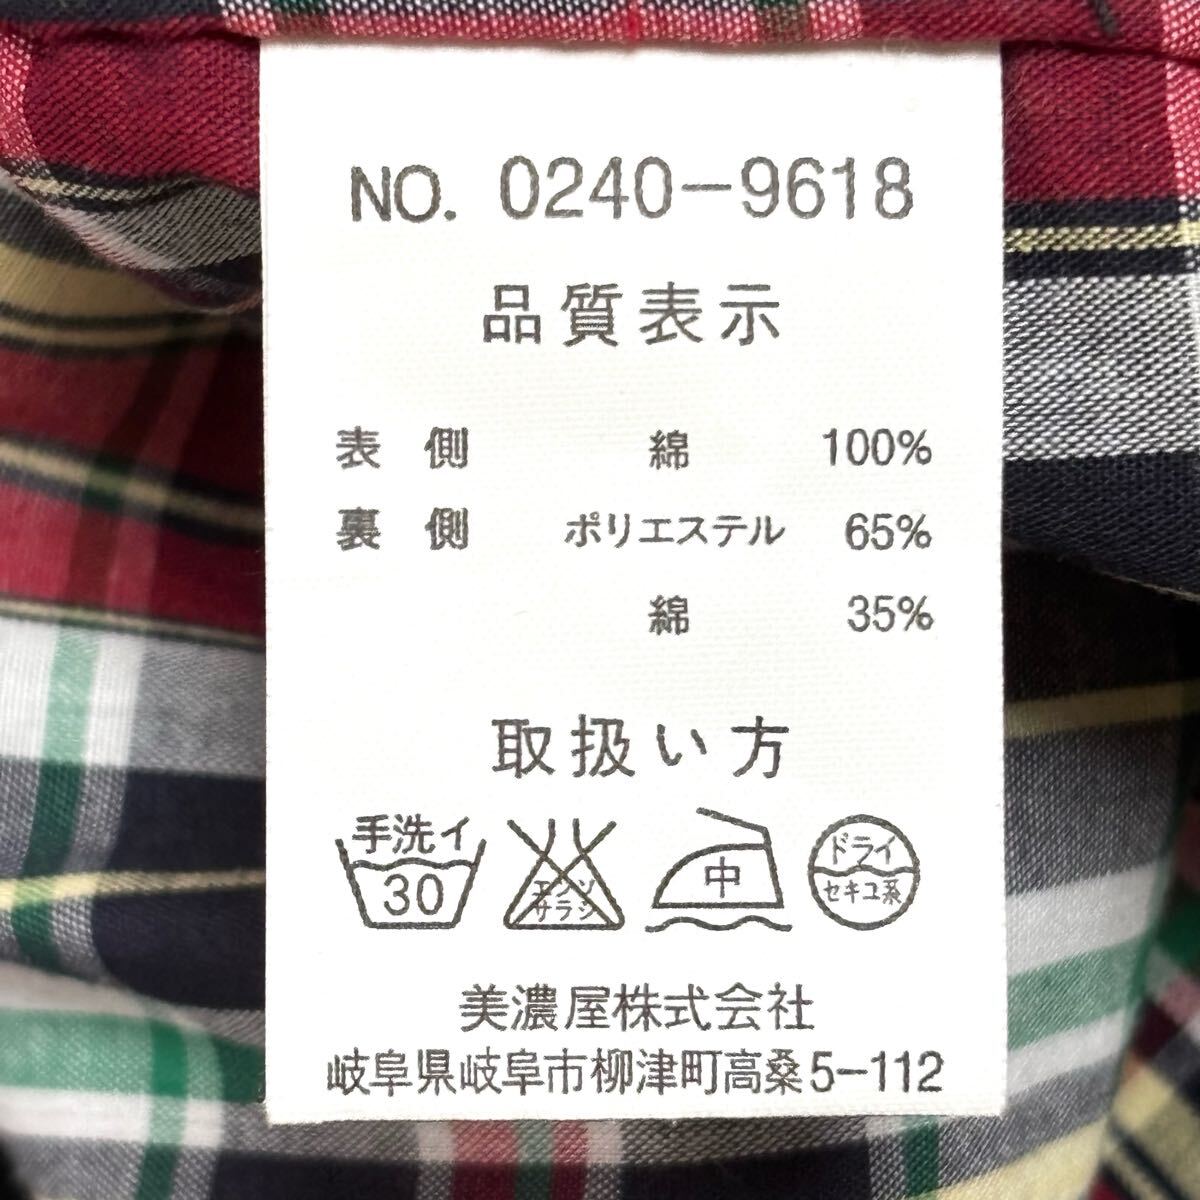 NO. 0240-9618
品質表示
表側 綿 100%
裏側 ポリエステル 65%
綿 35%
取扱い方
手洗イ 30
エンソサラシ
中
ドライ セキユ系
美濃屋株式会社
岐阜県岐阜市柳津町高桑5-112